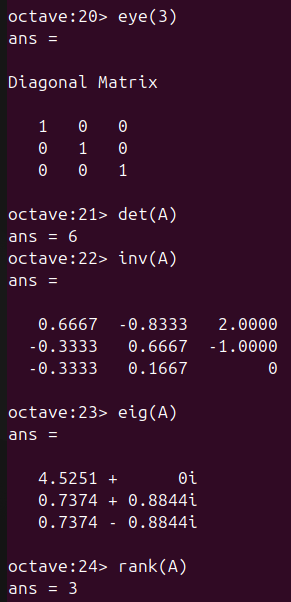 octave:20> eye(3)
ans =

Diagonal Matrix

   1   0   0
   0   1   0
   0   0   1

octave:21> det(A)
ans = 6
octave:22> inv(A)
ans =

   0.6667  -0.8333   2.0000
  -0.3333   0.6667  -1.0000
  -0.3333   0.1667        0

octave:23> eig(A)
ans =

   4.5251 +      0i
   0.7374 + 0.8844i
   0.7374 - 0.8844i

octave:24> rank(A)
ans = 3